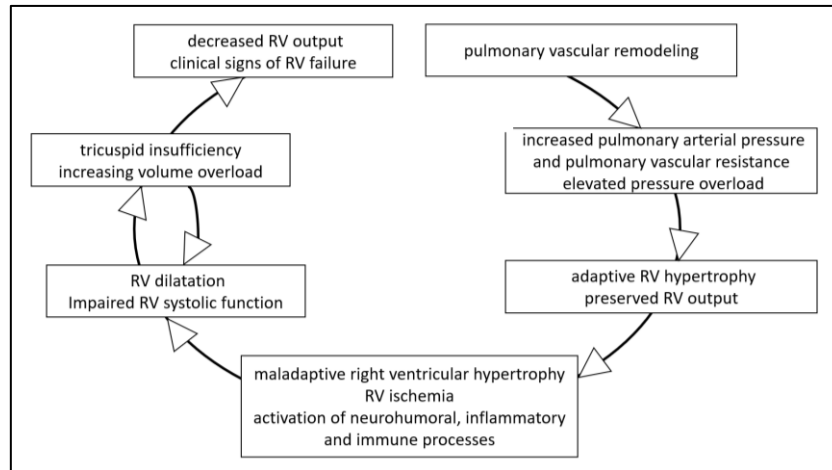 decreased RV output
clinical signs of RV failure
pulmonary vascular remodeling
tricuspid insufficiency
increasing volume overload
increased pulmonary arterial pressure
and pulmonary vascular resistance
elevated pressure overload
RV dilatation
Impaired RV systolic function
adaptive RV hypertrophy
preserved RV output
maladaptive right ventricular hypertrophy
RV ischemia
activation of neurohumoral, inflammatory
and immune processes